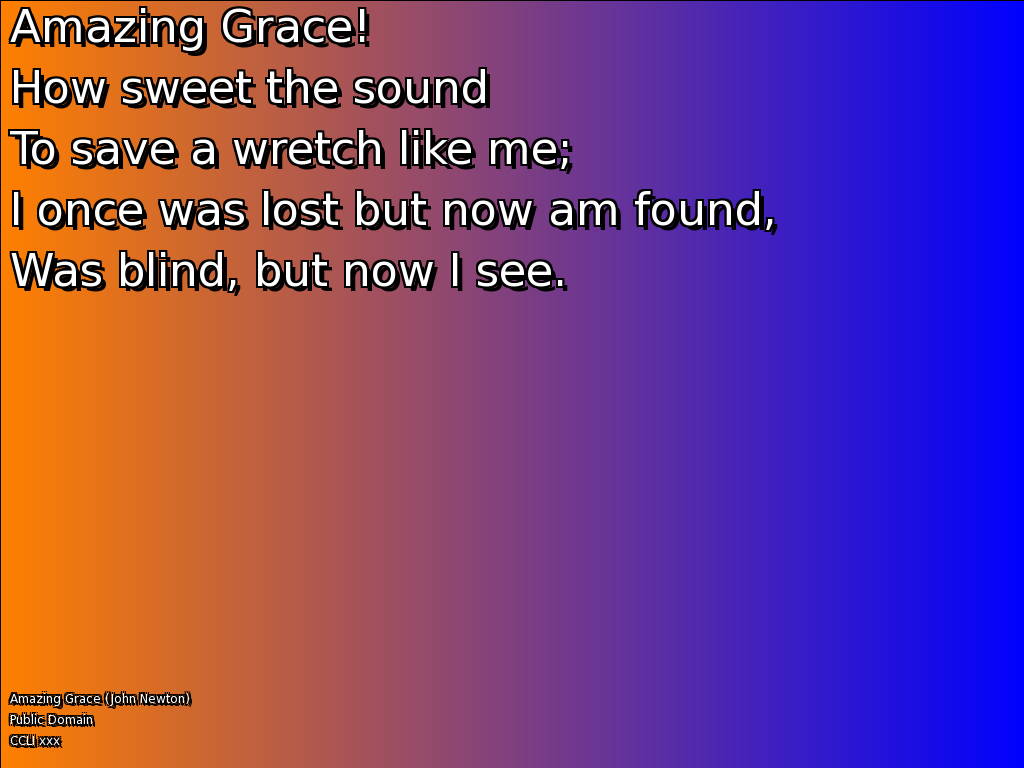 Amazing Grace!
How sweet the sound
To save a wretch like me;
I once was lost but now am found,
Was blind, but now I see.
Amazing Grace (John Newton)
Public Domain
CCLI xxx